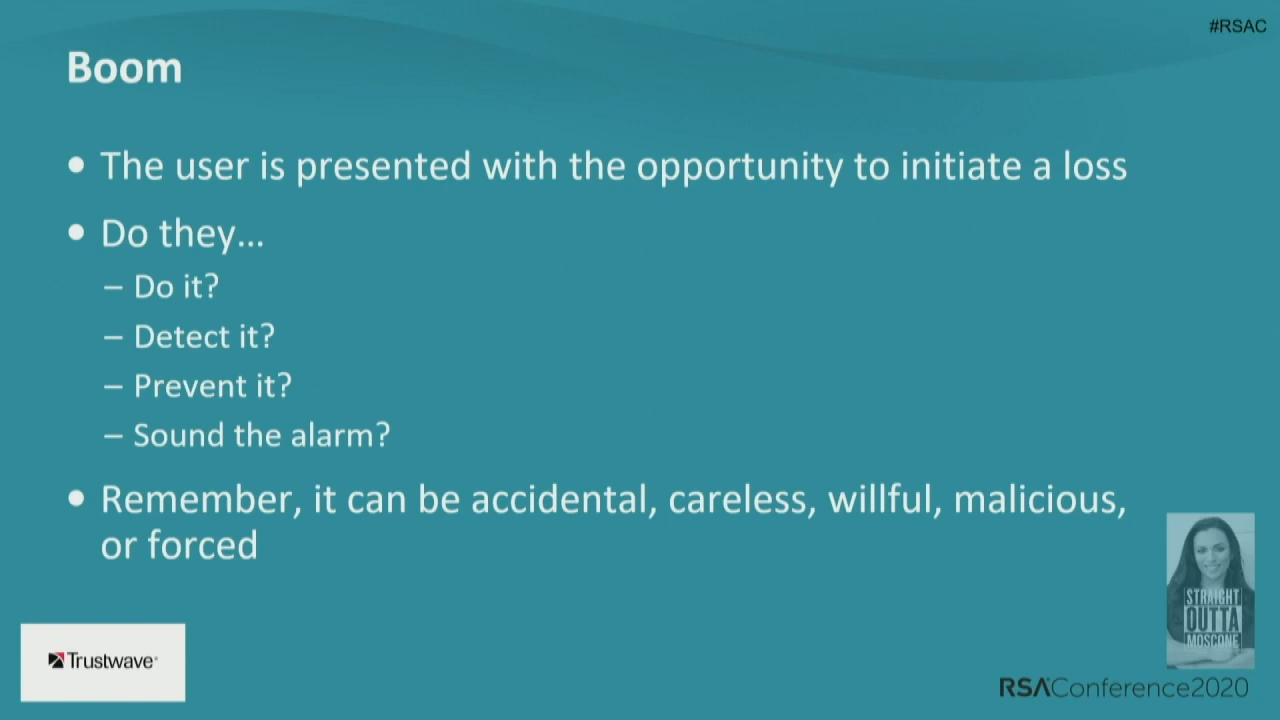 #RSAC
Boom
• The user is presented with the opportunity to initiate a loss
• Do they…
– Do it?
– Detect it?
– Prevent it?
– Sound the alarm?
• Remember, it can be accidental, careless, willful, malicious,
or forced
STRAIGHT
OUTTA
MOSCONE
Trustwave®
RSAConference2020